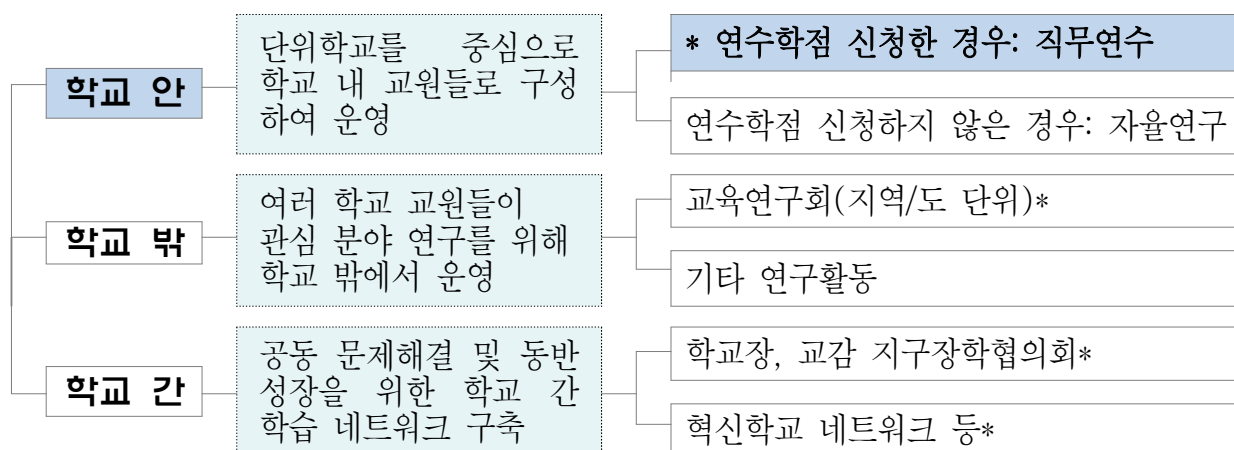 학교 안
단위학교를 중심으로
학교 내 교원들로 구성
하여 운영
* 연수학점 신청한 경우: 직무연수
연수학점 신청하지 않은 경우: 자율연구
학교 밖
여러 학교 교원들이
관심 분야 연구를 위해
학교 밖에서 운영
교육연구회(지역/도 단위)*
기타 연구활동
학교 간
공동 문제해결 및 동반
성장을 위한 학교 간
학습 네트워크 구축
학교장, 교감 지구장학협의회*
혁신학교 네트워크 등*